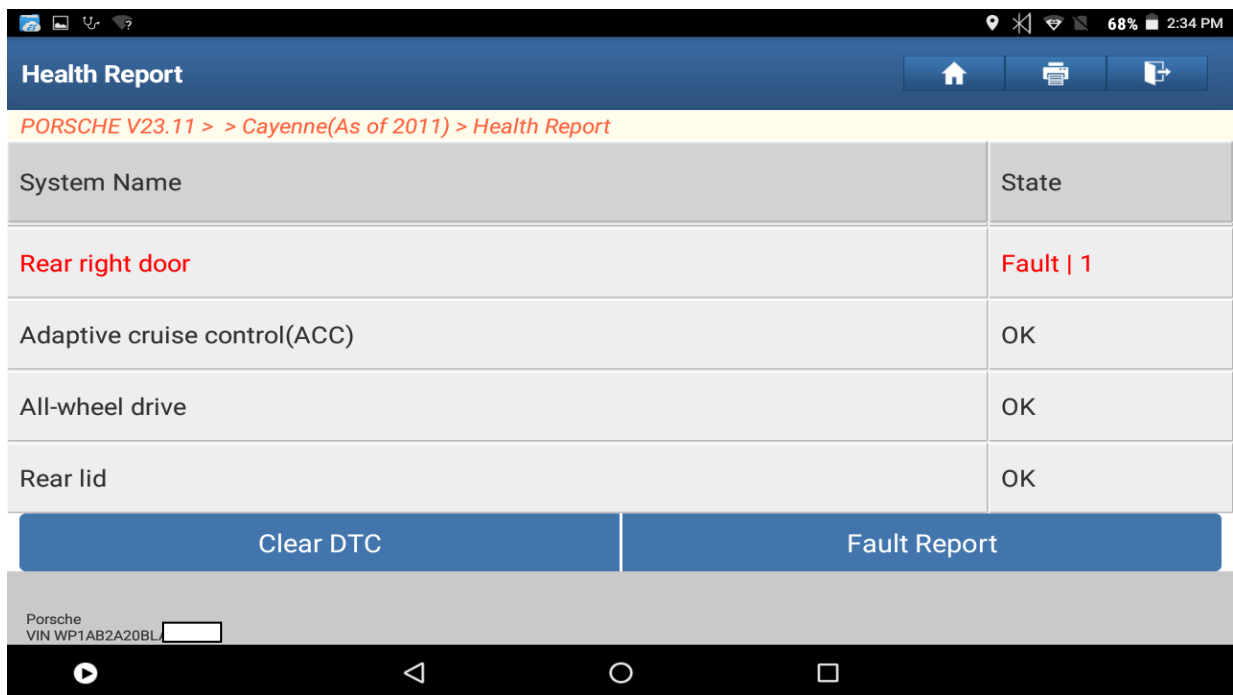 68% 2:34 PM
Health Report
PORSCHE V23.11 > > Cayenne(As of 2011) > Health Report
System Name State
Rear right door Fault | 1
Adaptive cruise control(ACC) OK
All-wheel drive OK
Rear lid OK
Clear DTC Fault Report
Porsche
VIN WP1AB2A20BLA